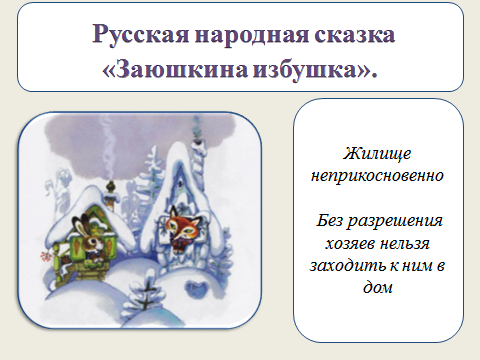 Русская народная сказка
«Заюшкина избушка».
Жилище
неприкосновенно
Без разрешения
хозяев нельзя
заходить к ним в
дом